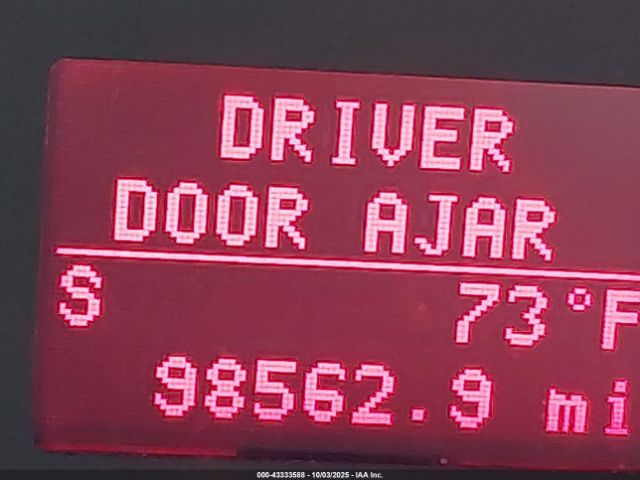 DRIVER
DOOR AJAR
S 73°F
98562.9 mi
000-43333588 - 10/03/2025 - IAA Inc.